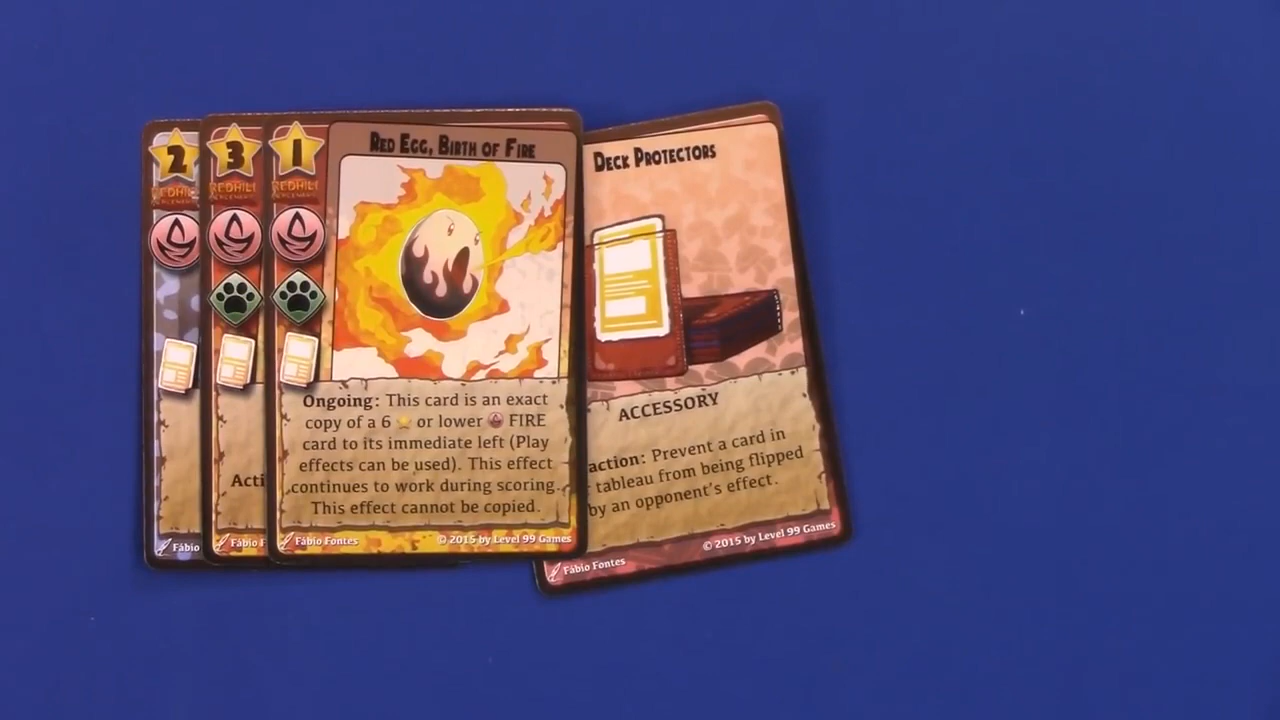 2
REDHILL
Fábio
3
REDHILL
Acti
Fábio F
1
REDHILL
RED EGG, BIRTH OF FIRE
Ongoing: This card is an exact
copy of a 6 or lower FIRE
card to its immediate left (Play
effects can be used). This effect
continues to work during scoring.
This effect cannot be copied.
Fábio Fontes
© 2015 by Level 99 Games
DECK PROTECTORS
ACCESSORY
action: Prevent a card in
tableau from being flipped
by an opponent's effect.
Fábio Fontes
© 2015 by Level 99 Games